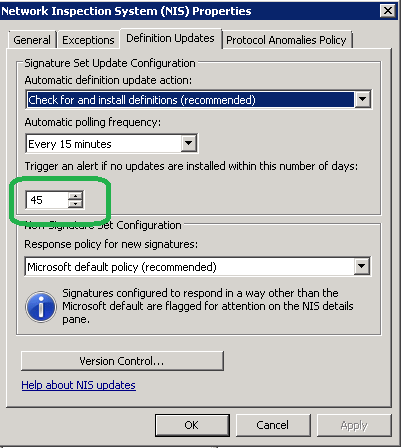 Network Inspection System (NIS) Properties
General
Exceptions
Definition Updates
Protocol Anomalies Policy
Signature Set Update Configuration
Automatic definition update action:
Check for and install definitions (recommended)
Automatic polling frequency:
Every 15 minutes
Trigger an alert if no updates are installed within this number of days:
45
New Signature Set Configuration
Response policy for new signatures:
Microsoft default policy (recommended)
Signatures configured to respond in a way other than the
Microsoft default are flagged for attention on the NIS details
pane.
Version Control...
Help about NIS updates
OK
Cancel
Apply